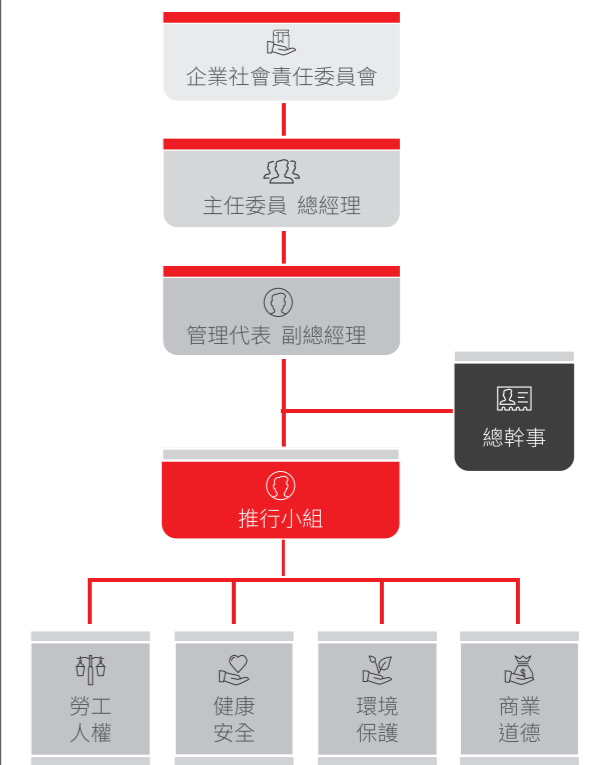 企業社會責任委員會
主任委員 總經理
管理代表 副總經理
總幹事
推行小組
勞工
人權
健康
安全
環境
保護
商業
道德